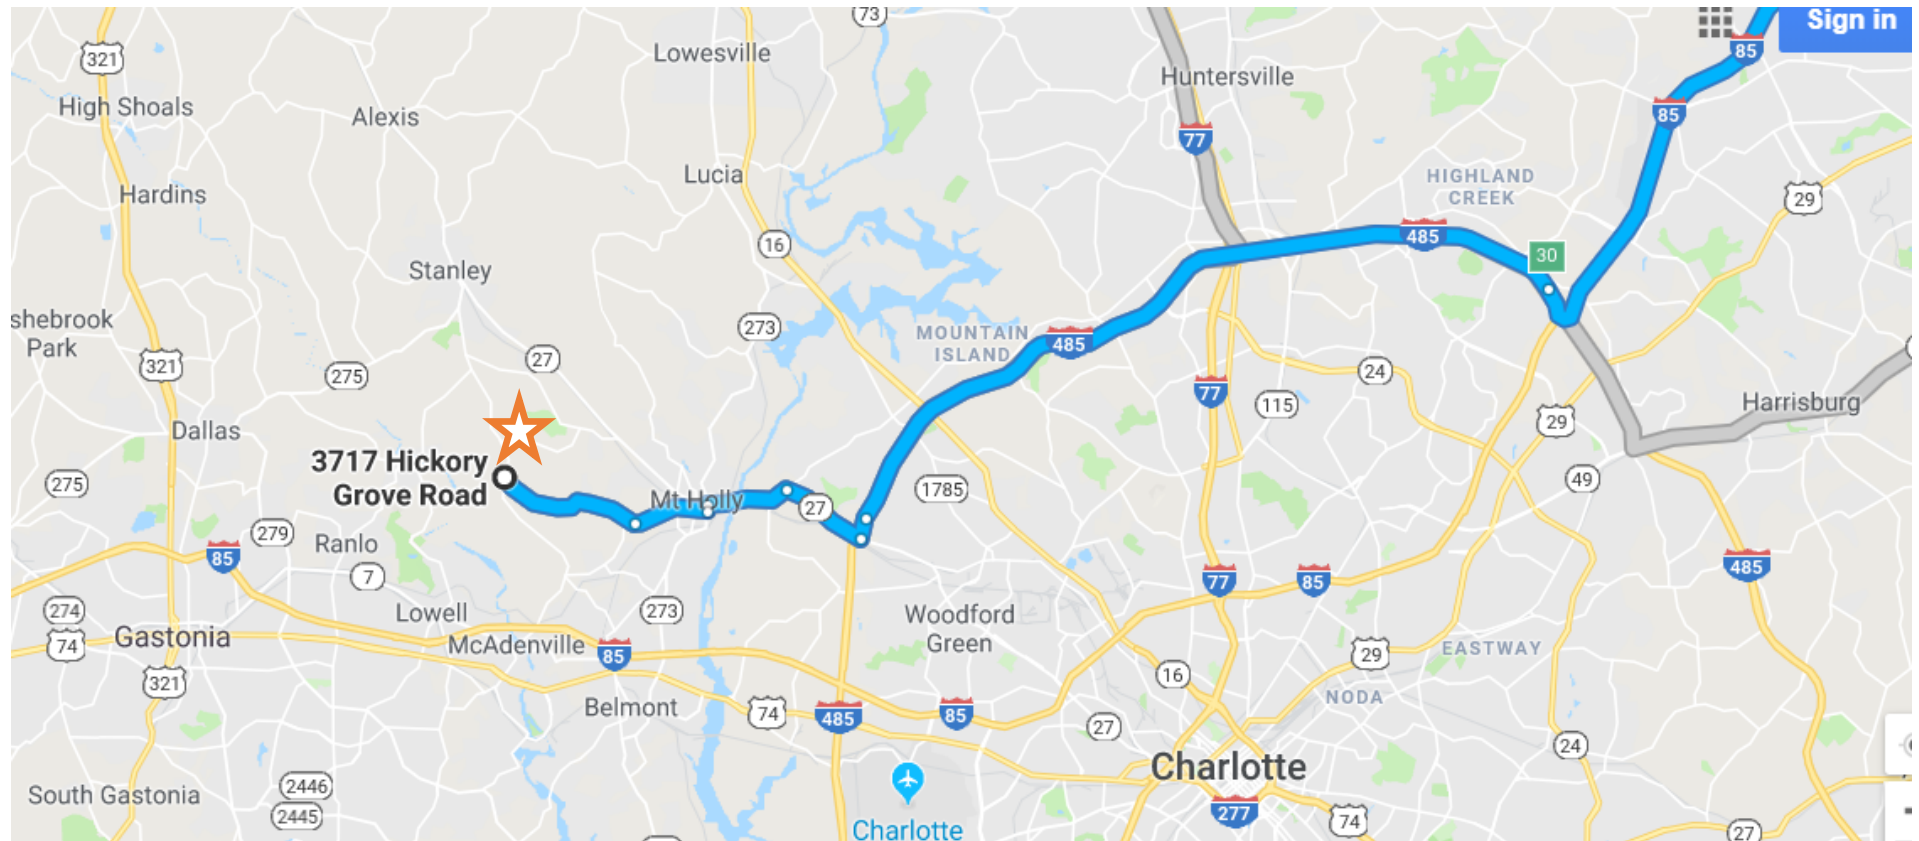 73
Sign in
321
Lowesville
85
Huntersville
High Shoals
Alexis
85
77
Lucia
HIGHLAND
CREEK
Hardins
29
16
485
30
Stanley
shebrook
Park
273
MOUNTAIN
ISLAND
485
27
321
275
24
77
115
Harrisburg
29
Dallas
3717 Hickory
Grove Road
275
1785
49
Mt Holly
27
279
Ranlo
85
7
77
85
485
274
Lowell
273
Woodford
Green
74
Gastonia
McAdenville
85
29
EASTWAY
321
16
NODA
Belmont
74
485
85
27
24
Charlotte
2446
South Gastonia
2445
277
74
Charlotte
27